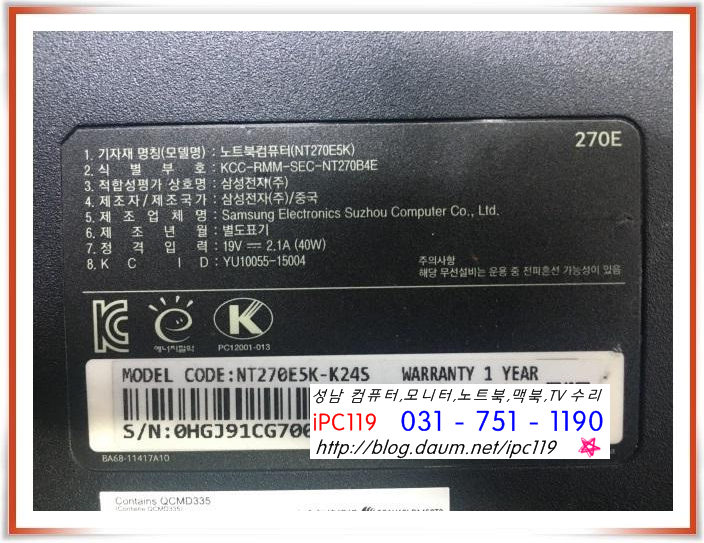 270E
1. 기자재 명칭(모델명) : 노트북컴퓨터(NT270E5K)
2. 식 별 부 호 : KCC-RMM-SEC-NT270B4E
3. 적합성평가 상호명 : 삼성전자(주)
4. 제조자/제조국가 : 삼성전자(주)/중국
5. 제 조 업 체 명 : Samsung Electronics Suzhou Computer Co., Ltd.
6. 제 조 년 월 : 별도표기
7. 정 격 입 력 : 19V ⎓ 2.1A (40W)
8. K C I D : YU10055-15004
주의사항
해당 무선설비는 운용 중 전파혼선 가능성이 있음
에너지절약
K
PC12001-013
MODEL CODE:NT270E5K-K24S WARRANTY 1 YEAR
S/N:0HGJ91CG700
성남 컴퓨터,모니터,노트북,맥북,TV 수리
iPC119 031 - 751 - 1190
http://blog.daum.net/ipc119
BA68-11417A10
Contains QCMD335
(Contene QCMD335)